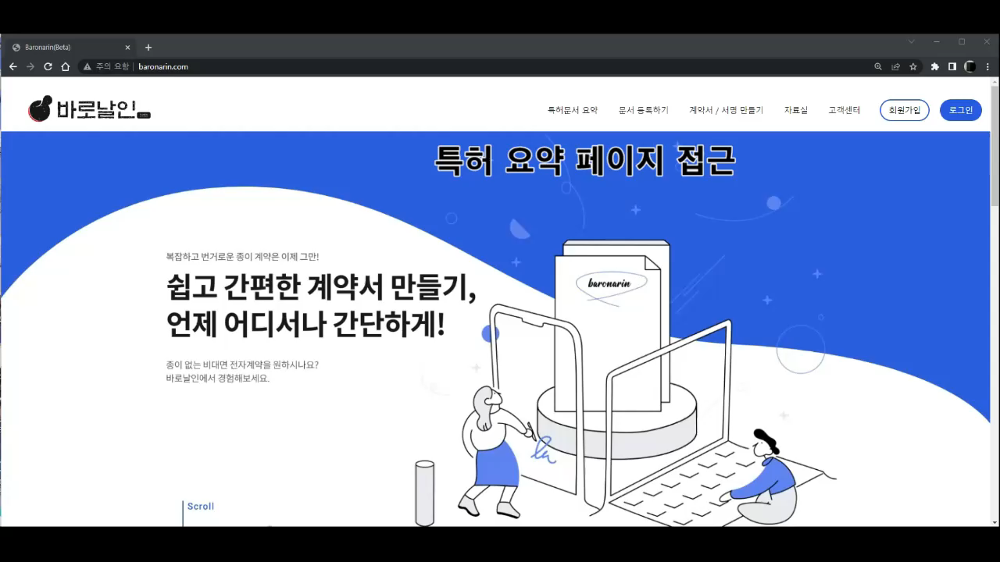 Baronarin(Beta)
주의 요함
baronarin.com
바로날인
특허문서 요약
문서 등록하기
계약서 / 서명 만들기
자료실
고객센터
회원가입
로그인
특허 요약 페이지 접근
복잡하고 번거로운 종이 계약은 이제 그만!
쉽고 간편한 계약서 만들기,
언제 어디서나 간단하게!
종이 없는 비대면 전자계약을 원하시나요?
바로날인에서 경험해보세요.
baronarin
Scroll